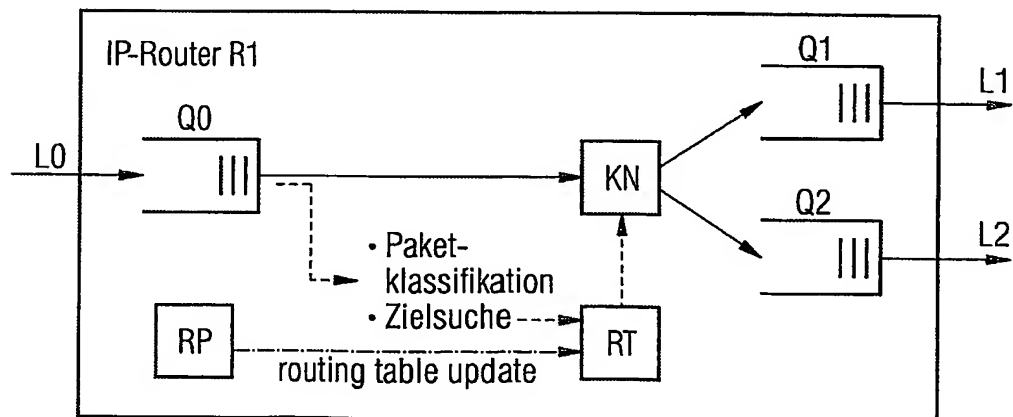 IP-Router R1
Q1
L1
Q0
L0
KN
Q2
L2
• Paket-
klassifikation
• Zielsuche
RP
RT
routing table update